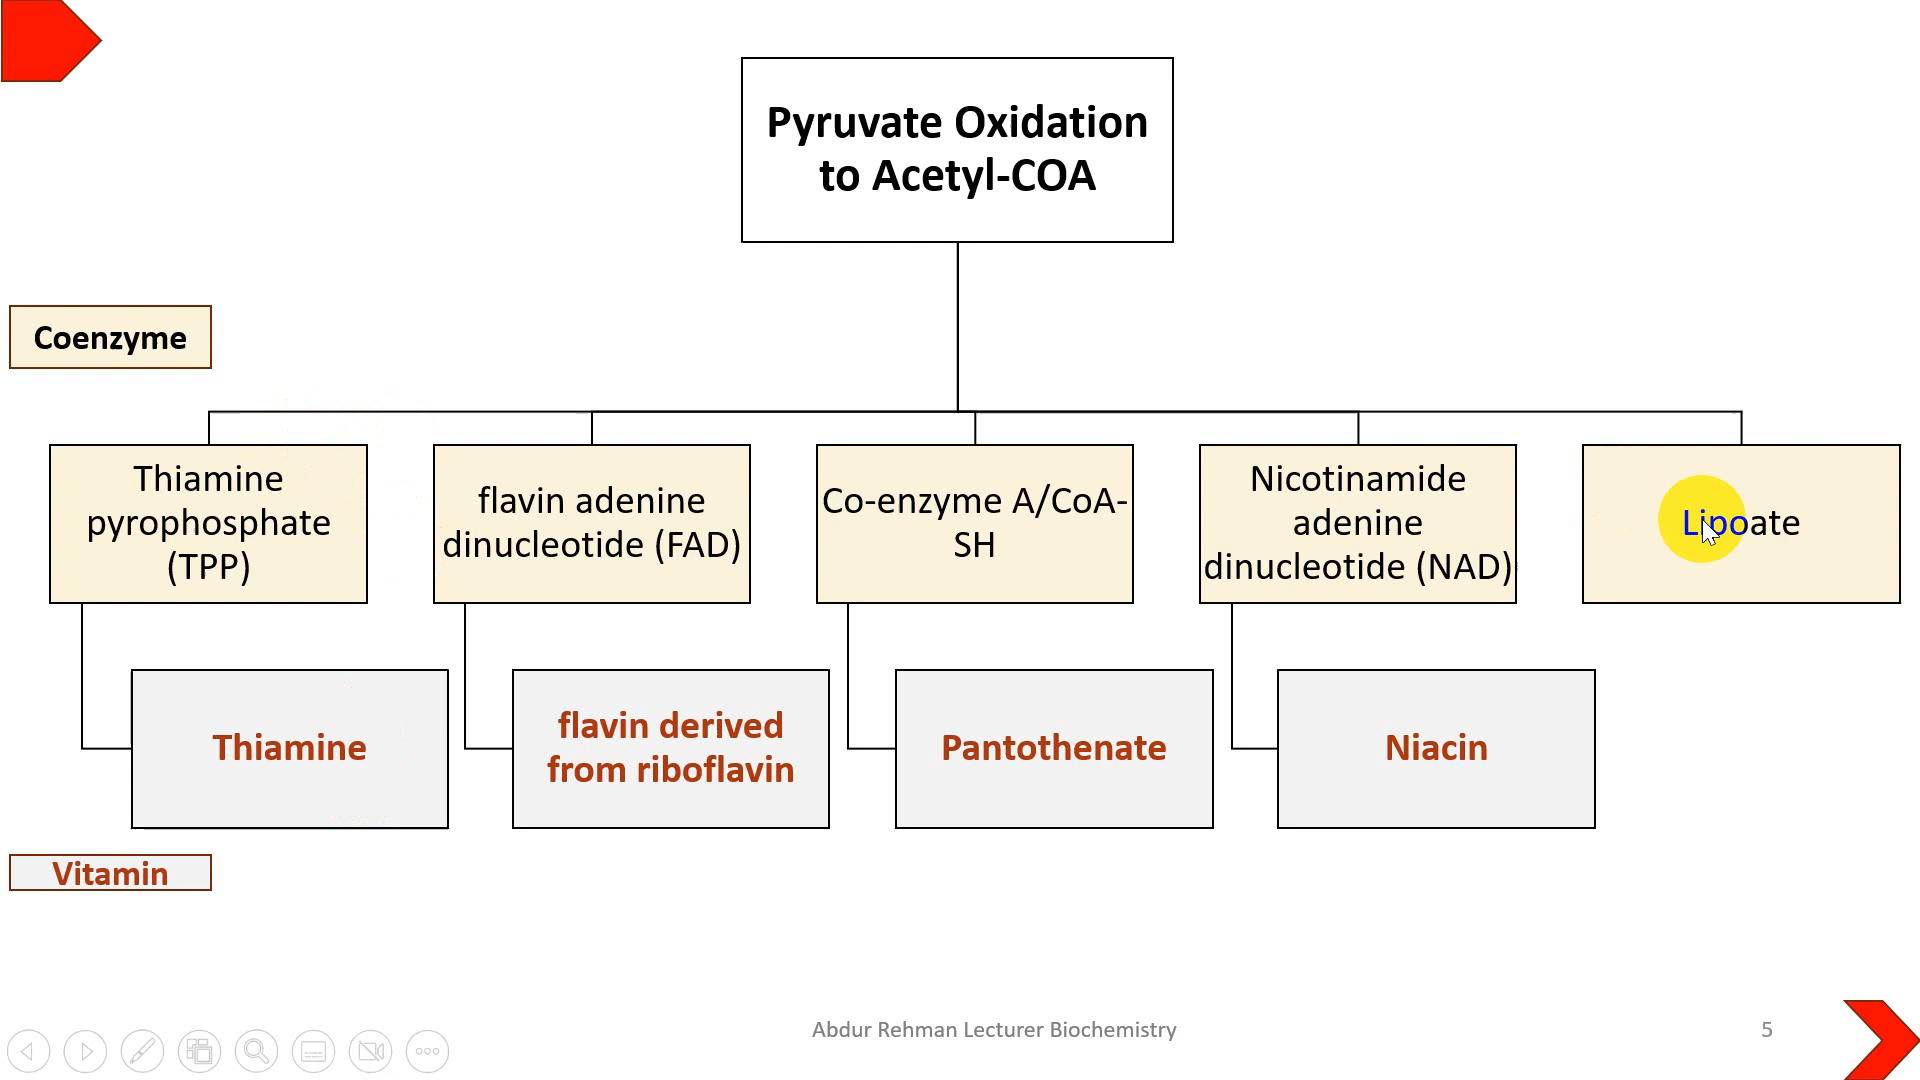 Pyruvate Oxidation
to Acetyl-COA
Coenzyme
Thiamine
pyrophosphate
(TPP)
flavin adenine
dinucleotide (FAD)
Co-enzyme A/CoA-
SH
Nicotinamide
adenine
dinucleotide (NAD)
Lipoate
Thiamine
flavin derived
from riboflavin
Pantothenate
Niacin
Vitamin
Abdur Rehman Lecturer Biochemistry
5